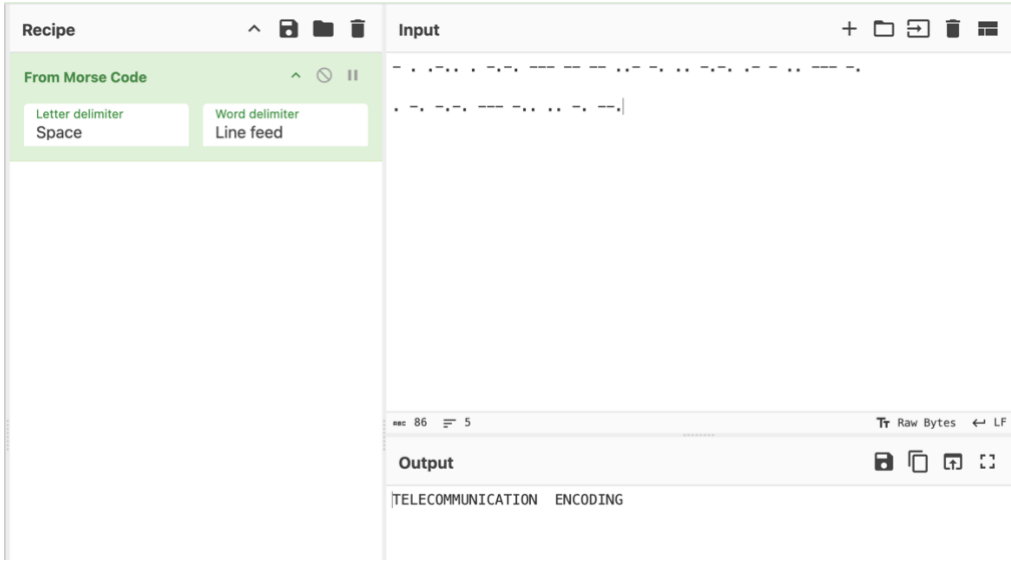 Recipe
From Morse Code
Letter delimiter
Space
Word delimiter
Line feed
Input
- . .-.. . -.-. --- -- -- ..- -. .. -.-. .- - .. --- -.
. -. -.-. --- -.. .. -. --.
ABC 86 5
Tт Raw Bytes ↵ LF
Output
TELECOMMUNICATION ENCODING